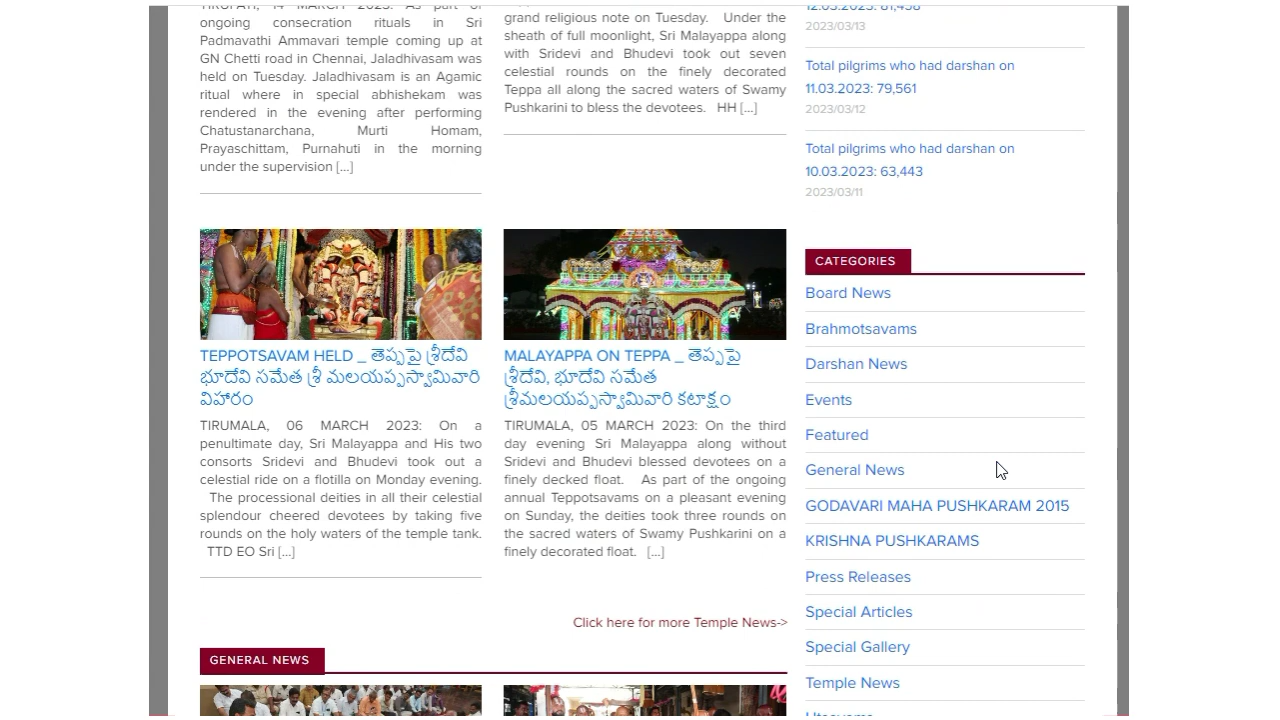 TIRUPATI, 14 MARCH 2023: As part of
ongoing consecration rituals in Sri
Padmavathi Ammavari temple coming up at
GN Chetti road in Chennai, Jaladhivasam was
held on Tuesday. Jaladhivasam is an Agamic
ritual where in special abhishekam was
rendered in the evening after performing
Chatustanarchana, Murti Homam,
Prayaschittam, Purnahuti in the morning
under the supervision [...]
grand religious note on Tuesday. Under the
sheath of full moonlight, Sri Malayappa along
with Sridevi and Bhudevi took out seven
celestial rounds on the finely decorated
Teppa all along the sacred waters of Swamy
Pushkarini to bless the devotees. HH [...]
TEPPOTSAVAM HELD _ తెప్పపై శ్రీదేవి
భూదేవి సమేత శ్రీ మలయప్పస్వామివారి
విహారం
TIRUMALA, 06 MARCH 2023: On a
penultimate day, Sri Malayappa and His two
consorts Sridevi and Bhudevi took out a
celestial ride on a flotilla on Monday evening.
The processional deities in all their celestial
splendour cheered devotees by taking five
rounds on the holy waters of the temple tank.
TTD EO Sri [...]
MALAYAPPA ON TEPPA _ తెప్పపై
శ్రీదేవి, భూదేవి సమేత
శ్రీమలయప్పస్వామివారి కటాక్షం
TIRUMALA, 05 MARCH 2023: On the third
day evening Sri Malayappa along without
Sridevi and Bhudevi blessed devotees on a
finely decked float. As part of the ongoing
annual Teppotsavams on a pleasant evening
on Sunday, the deities took three rounds on
the sacred waters of Swamy Pushkarini on a
finely decorated float. [...]
Click here for more Temple News->
GENERAL NEWS
12.03.2023: 81,438
2023/03/13
Total pilgrims who had darshan on
11.03.2023: 79,561
2023/03/12
Total pilgrims who had darshan on
10.03.2023: 63,443
2023/03/11
CATEGORIES
Board News
Brahmotsavams
Darshan News
Events
Featured
General News
GODAVARI MAHA PUSHKARAM 2015
KRISHNA PUSHKARAMS
Press Releases
Special Articles
Special Gallery
Temple News